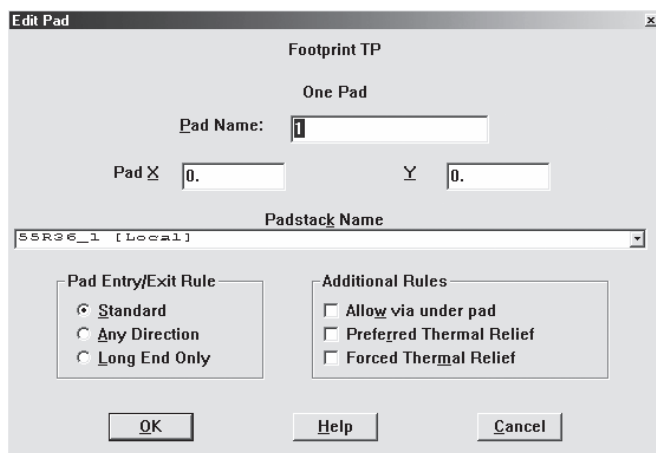 Edit Pad
Footprint TP
One Pad
Pad Name: 1
Pad X 0. Y 0.
Padstack Name
55R36_1 [Local]
Pad Entry/Exit Rule
Standard
Any Direction
Long End Only
Additional Rules
Allow via under pad
Preferred Thermal Relief
Forced Thermal Relief
OK Help Cancel